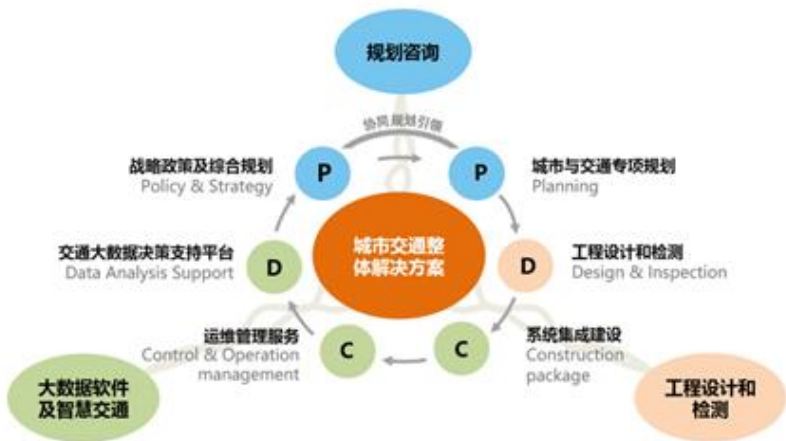 规划咨询
协同规划引领
战略政策及综合规划
Policy & Strategy
P
P
城市与交通专项规划
Planning
交通大数据决策支持平台
Data Analysis Support
D
城市交通整
体解决方案
D
工程设计和检测
Design & Inspection
运维管理服务
Control & Operation
management
C
C
系统集成建设
Construction
package
大数据软件
及智慧交通
工程设计和
检测